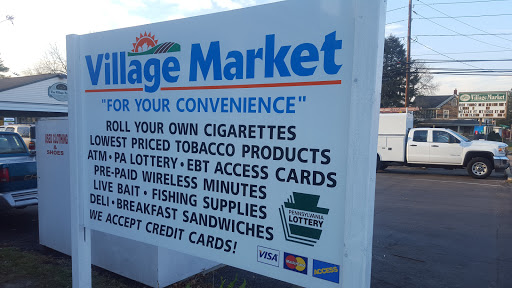 Village Market
"FOR YOUR CONVENIENCE"
ROLL YOUR OWN CIGARETTES
LOWEST PRICED TOBACCO PRODUCTS
ATM • PA LOTTERY • EBT ACCESS CARDS
PRE-PAID WIRELESS MINUTES
LIVE BAIT • FISHING SUPPLIES
DELI • BREAKFAST SANDWICHES
WE ACCEPT CREDIT CARDS!
PENNSYLVANIA
LOTTERY
VISA
MasterCard
ACCESS
USED CLOTHING
&
SHOES
Village Market